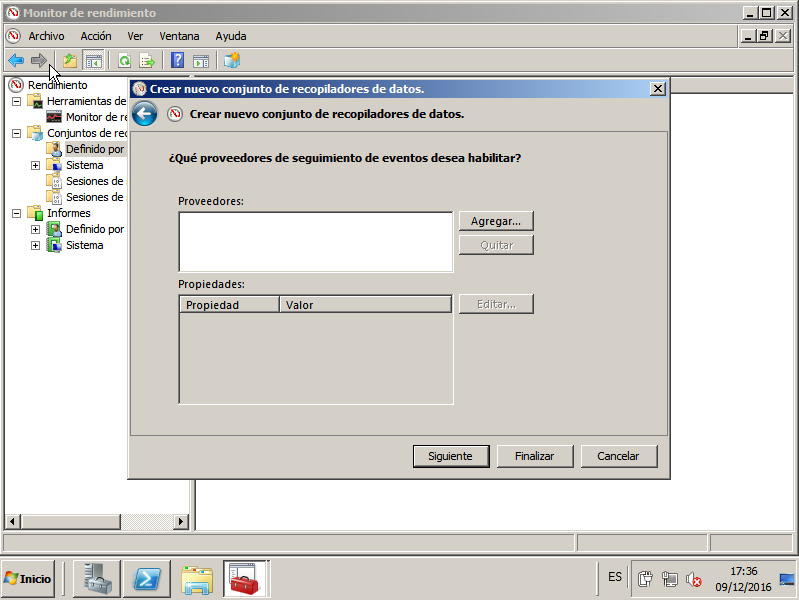 Monitor de rendimiento
Archivo Acción Ver Ventana Ayuda
Rendimiento
Herramientas de
Monitor de re
Conjuntos de rec
Definido por
Sistema
Sesiones de
Sesiones de
Informes
Definido por
Sistema
Crear nuevo conjunto de recopiladores de datos.
Crear nuevo conjunto de recopiladores de datos.
¿Qué proveedores de seguimiento de eventos desea habilitar?
Proveedores:
Agregar...
Quitar
Propiedades:
Propiedad Valor
Editar...
Siguiente Finalizar Cancelar
Inicio
ES
17:36
09/12/2016